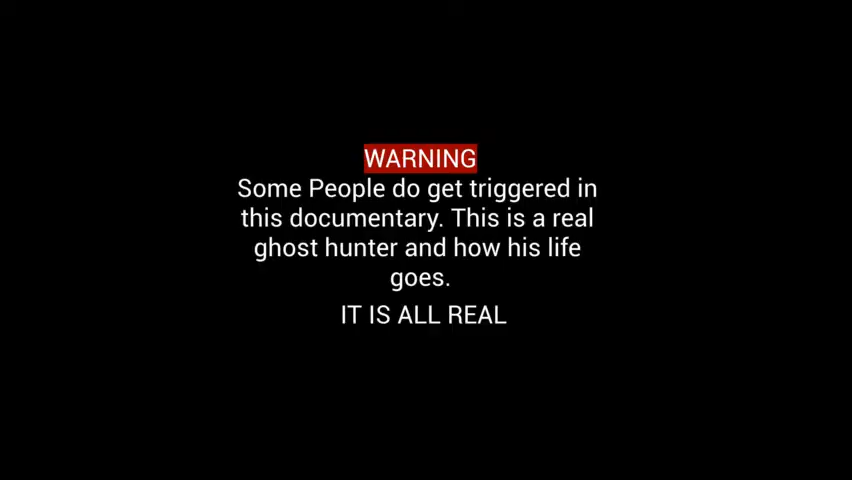 WARNING
Some People do get triggered in
this documentary. This is a real
ghost hunter and how his life
goes.
IT IS ALL REAL